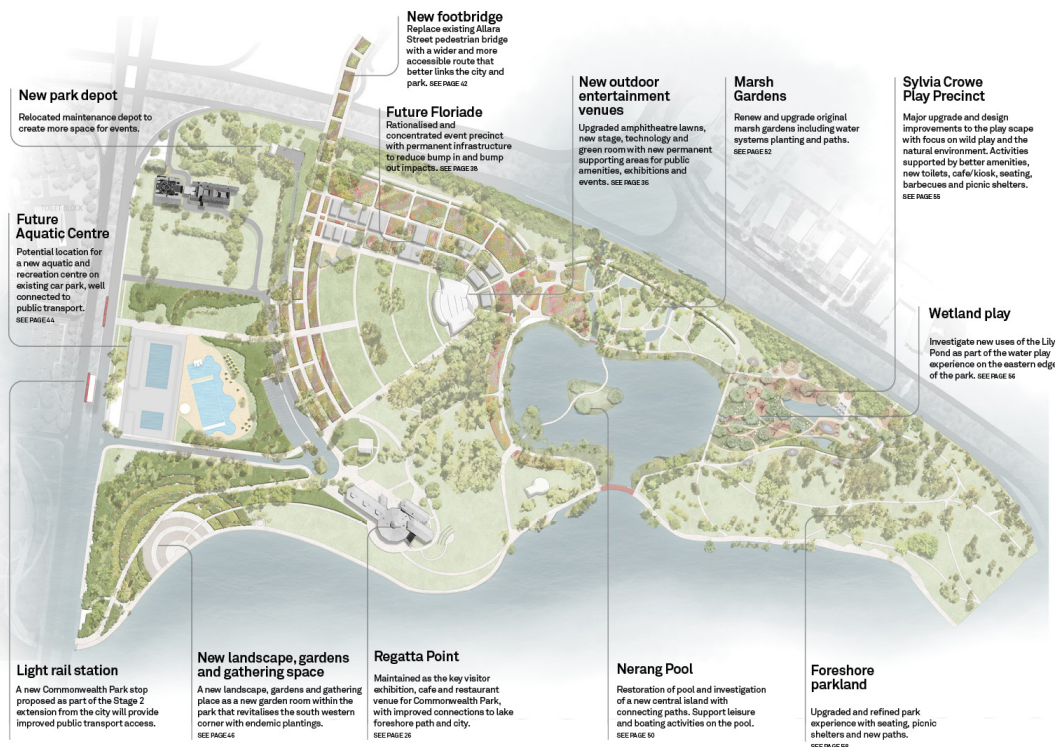 New footbridge
Replace existing Allara
Street pedestrian bridge
with a wider and more
accessible route that
better links the city and
park. SEE PAGE 42
New park depot
Relocated maintenance depot to
create more space for events.
Future Floriade
Rationalised and
concentrated event precinct
with permanent infrastructure
to reduce bump in and bump
out impacts. SEE PAGE 38
New outdoor
entertainment
venues
Upgraded amphitheatre lawns,
new stage, technology and
green room with new permanent
supporting areas for public
amenities, exhibitions and
events. SEE PAGE 36
Marsh
Gardens
Renew and upgrade original
marsh gardens including water
systems planting and paths.
SEE PAGE 52
Sylvia Crowe
Play Precinct
Major upgrade and design
improvements to the play scape
with focus on wild play and the
natural environment. Activities
supported by better amenities,
new toilets, cafe/kiosk, seating,
barbecues and picnic shelters.
SEE PAGE 55
Future
Aquatic Centre
Potential location for
a new aquatic and
recreation centre on
existing car park, well
connected to
public transport.
SEE PAGE 44
Wetland play
Investigate new uses of the Lily
Pond as part of the water play
experience on the eastern edge
of the park. SEE PAGE 56
Light rail station
A new Commonwealth Park stop
proposed as part of the Stage 2
extension from the city will provide
improved public transport access.
New landscape, gardens
and gathering space
A new landscape, gardens and gathering
place as a new garden room within the
park that revitalises the south western
corner with endemic plantings.
SEE PAGE 46
Regatta Point
Maintained as the key visitor
exhibition, cafe and restaurant
venue for Commonwealth Park,
with improved connections to lake
foreshore path and city.
SEE PAGE 26
Nerang Pool
Restoration of pool and investigation
of a new central island with
connecting paths. Support leisure
and boating activities on the pool.
SEE PAGE 50
Foreshore
parkland
Upgraded and refined park
experience with seating, picnic
shelters and new paths.
SEE PAGE 58